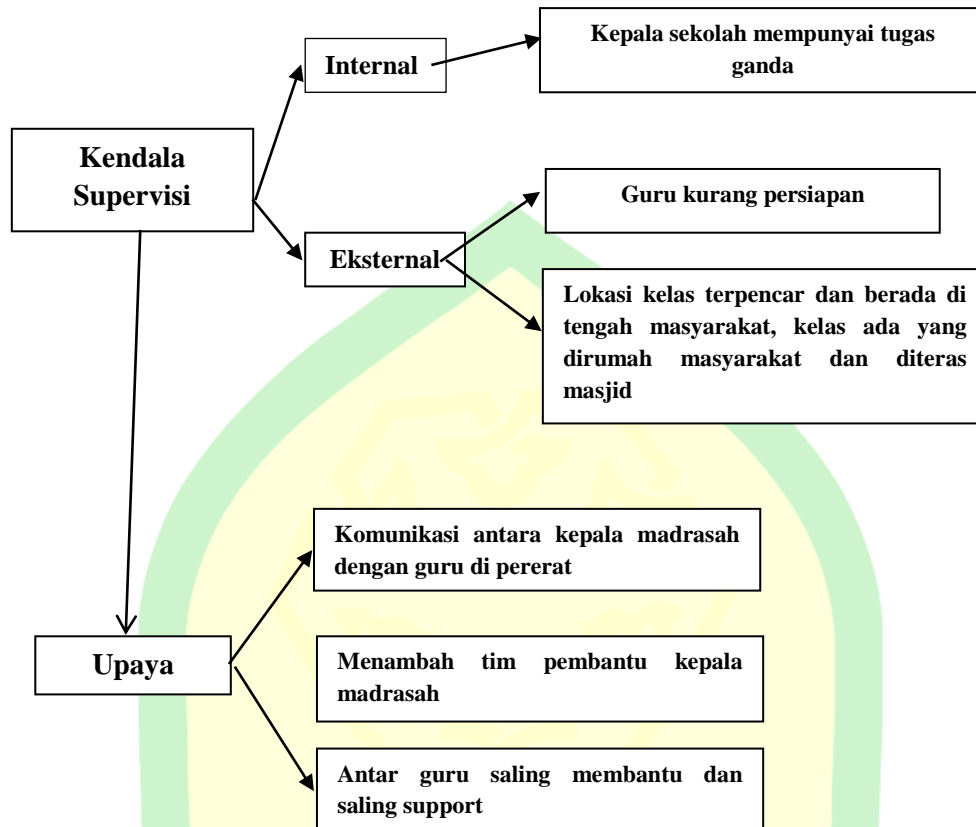 Internal
Kepala sekolah mempunyai tugas
ganda
Kendala
Supervisi
Guru kurang persiapan
Eksternal
Lokasi kelas terpencar dan berada di
tengah masyarakat, kelas ada yang
dirumah masyarakat dan diteras
masjid
Komunikasi antara kepala madrasah
dengan guru di pererat
Upaya
Menambah tim pembantu kepala
madrasah
Antar guru saling membantu dan
saling support